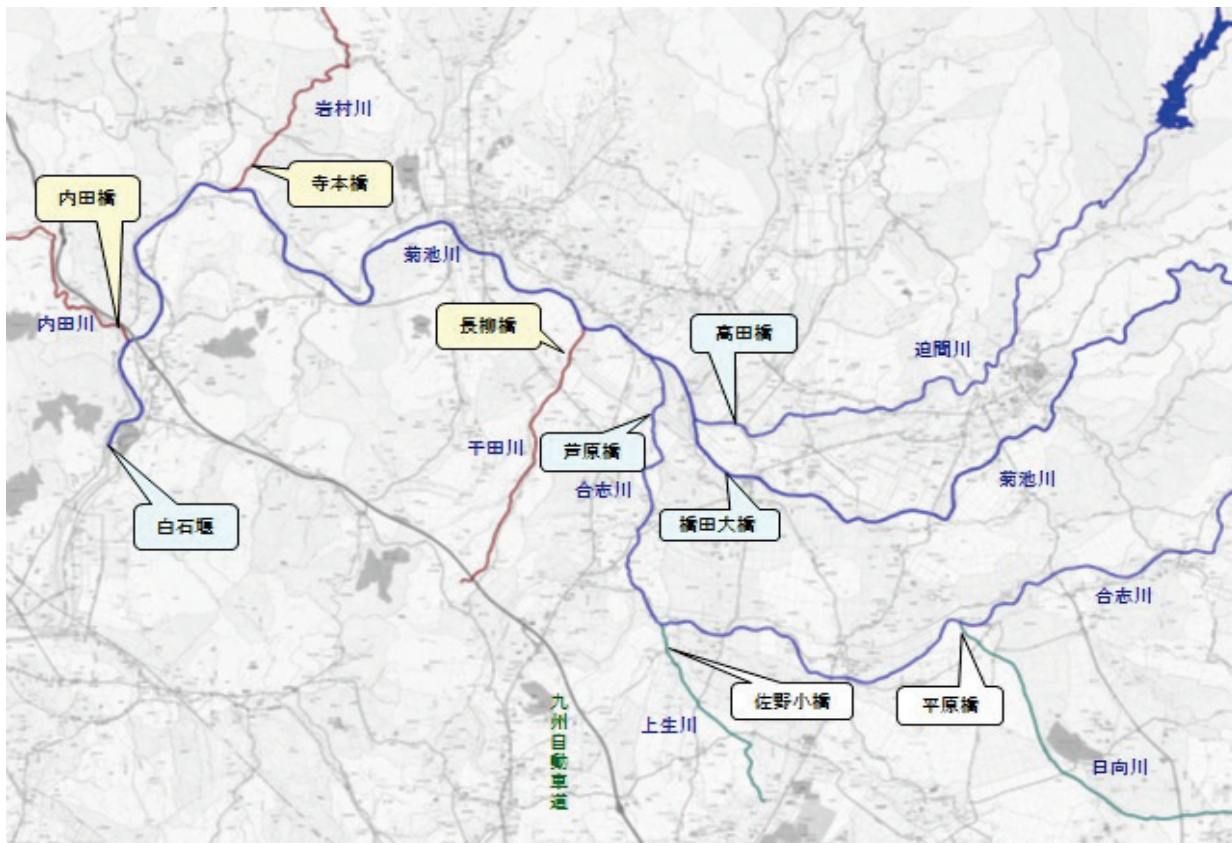 岩村川
寺本橋
内田橋
菊池川
内田川
長柳橋
高田橋
迫間川
千田川
芦原橋
合志川
菊池川
白石堰
橋田大橋
合志川
佐野小橋
平原橋
上生川
九州自動車道
日向川